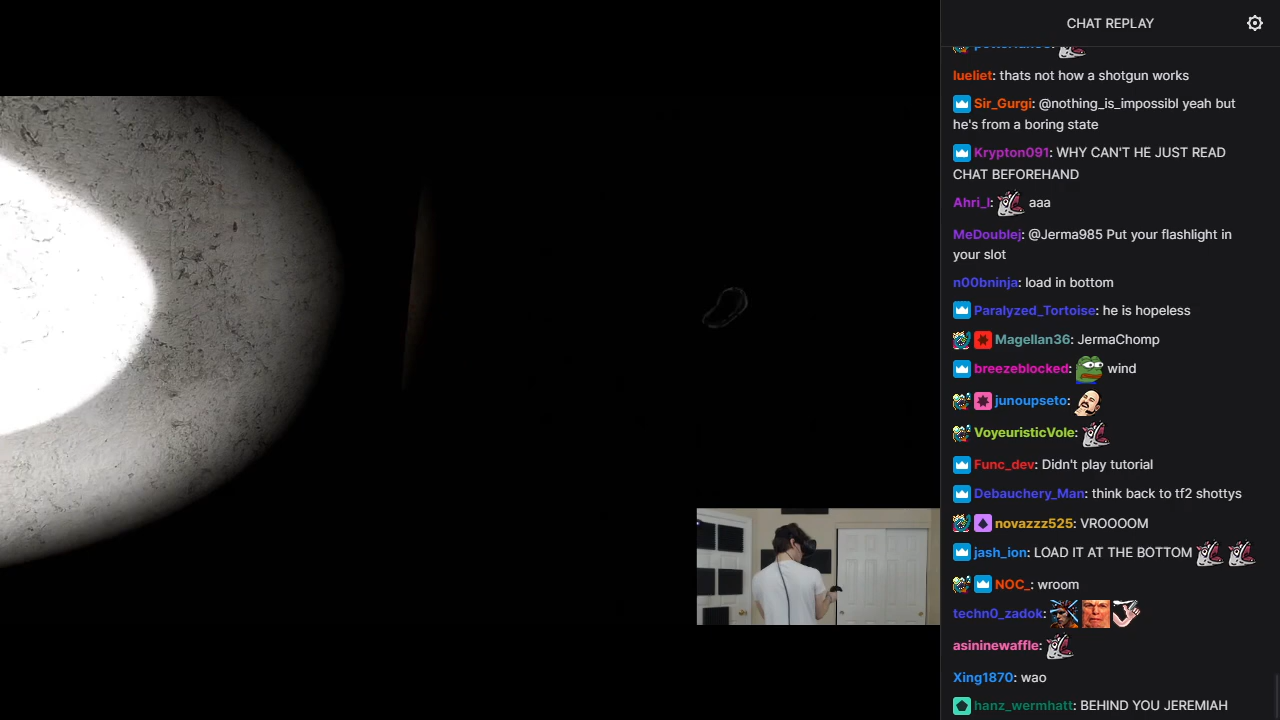 CHAT REPLAY
lueliet: thats not how a shotgun works
Sir_Gurgi: @nothing_is_impossibl yeah but
he's from a boring state
Krypton091: WHY CAN'T HE JUST READ
CHAT BEFOREHAND
Ahri_l: aaa
MeDoublej: @Jerma985 Put your flashlight in
your slot
n00bninja: load in bottom
Paralyzed_Tortoise: he is hopeless
Magellan36: JermaChomp
breezeblocked: wind
junoupseto:
VoyeuristicVole:
Func_dev: Didn't play tutorial
Debauchery_Man: think back to tf2 shottys
novazzz525: VROOOOM
jash_ion: LOAD IT AT THE BOTTOM
NOC_: wroom
techn0_zadok:
asininewaffle:
Xing1870: wao
hanz_wermhatt: BEHIND YOU JEREMIAH